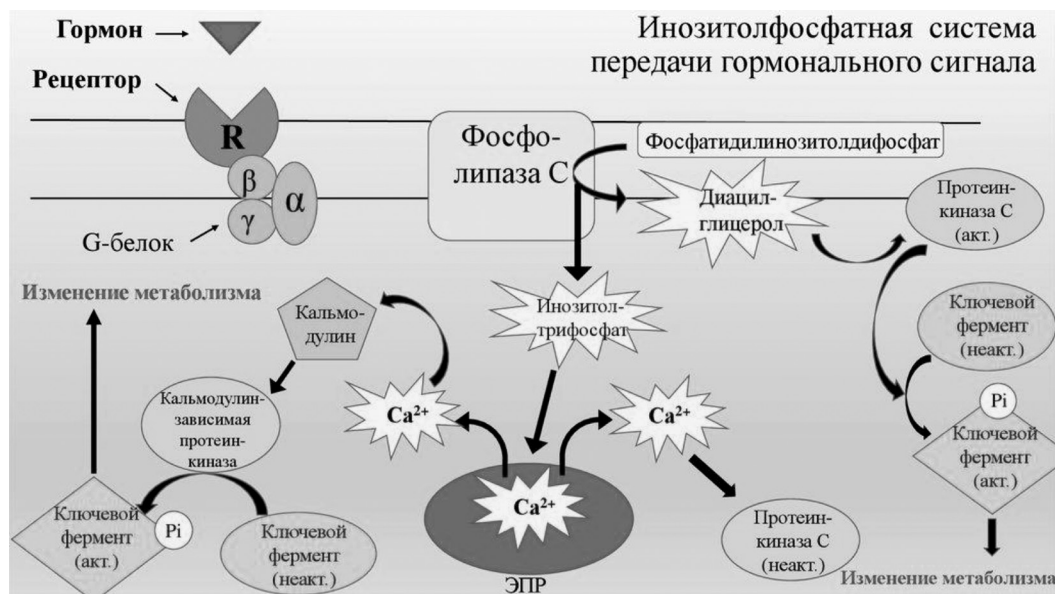 Гормон
Инозитолфосфатная система
передачи гормонального сигнала
Рецептор
R
β
γ
α
G-белок
Фосфо-
липаза С
Фосфатидилинозитолдифосфат
Диацил-
глицерол
Протеин-
киназа С
(акт.)
Изменение метаболизма
Кальмо-
дулин
Инозитол-
трифосфат
Ключевой
фермент
(неакт.)
Кальмодулин-
зависимая
протеин-
киназа
Ca²⁺
Ca²⁺
Ca²⁺
Pi
Ключевой
фермент
(акт.)
Ключевой
фермент
(акт.)
Pi
Ключевой
фермент
(неакт.)
ЭПР
Протеин-
киназа С
(неакт.)
Изменение метаболизма